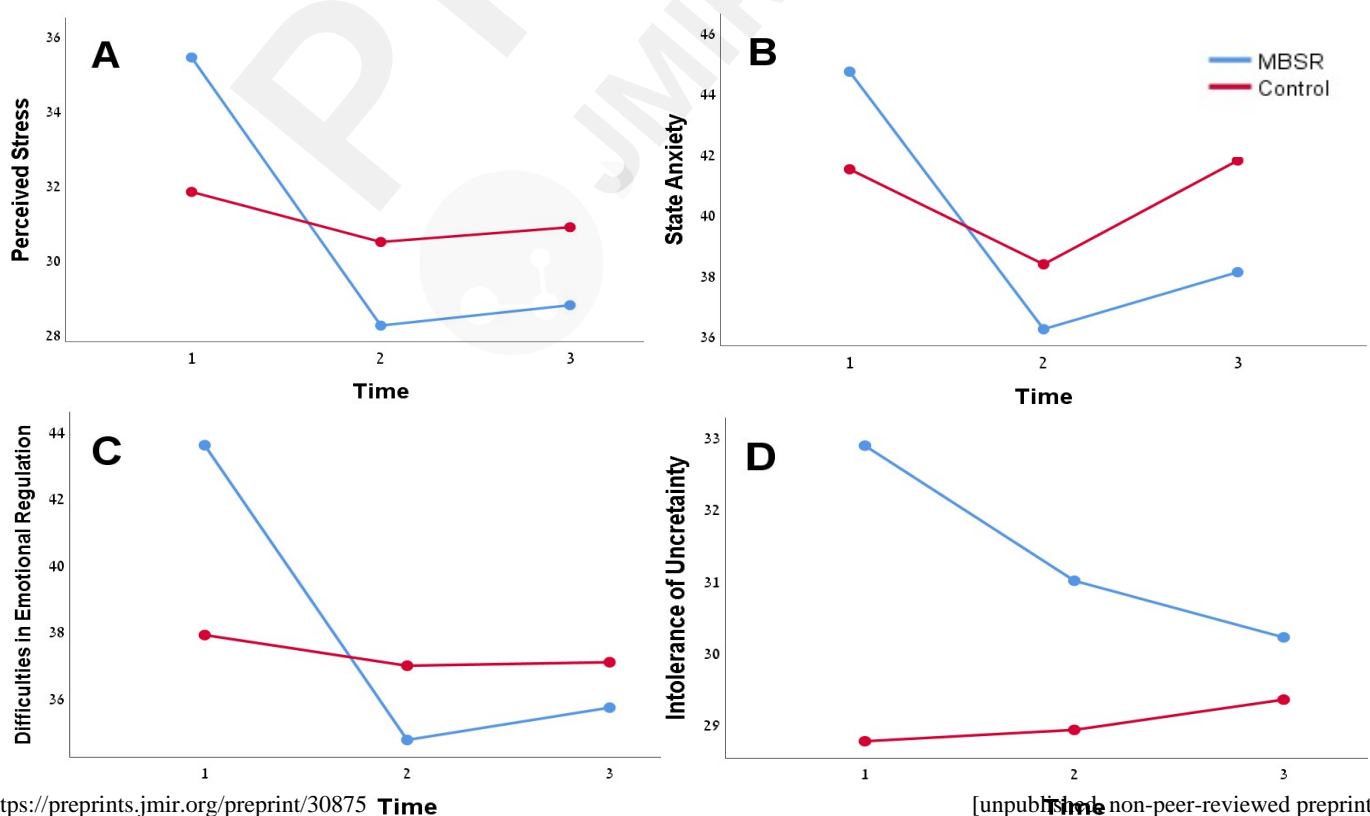 A
Perceived Stress
36
34
32
30
28
1 2 3
Time
B
State Anxiety
46
44
42
40
38
36
1 2 3
Time
MBSR
Control
C
Difficulties in Emotional Regulation
44
42
40
38
36
1 2 3
Time
D
Intolerance of Uncretainty
33
32
31
30
29
1 2 3
Time
tps://preprints.jmir.org/preprint/30875
[unpublished, non-peer-reviewed preprint
JMIR